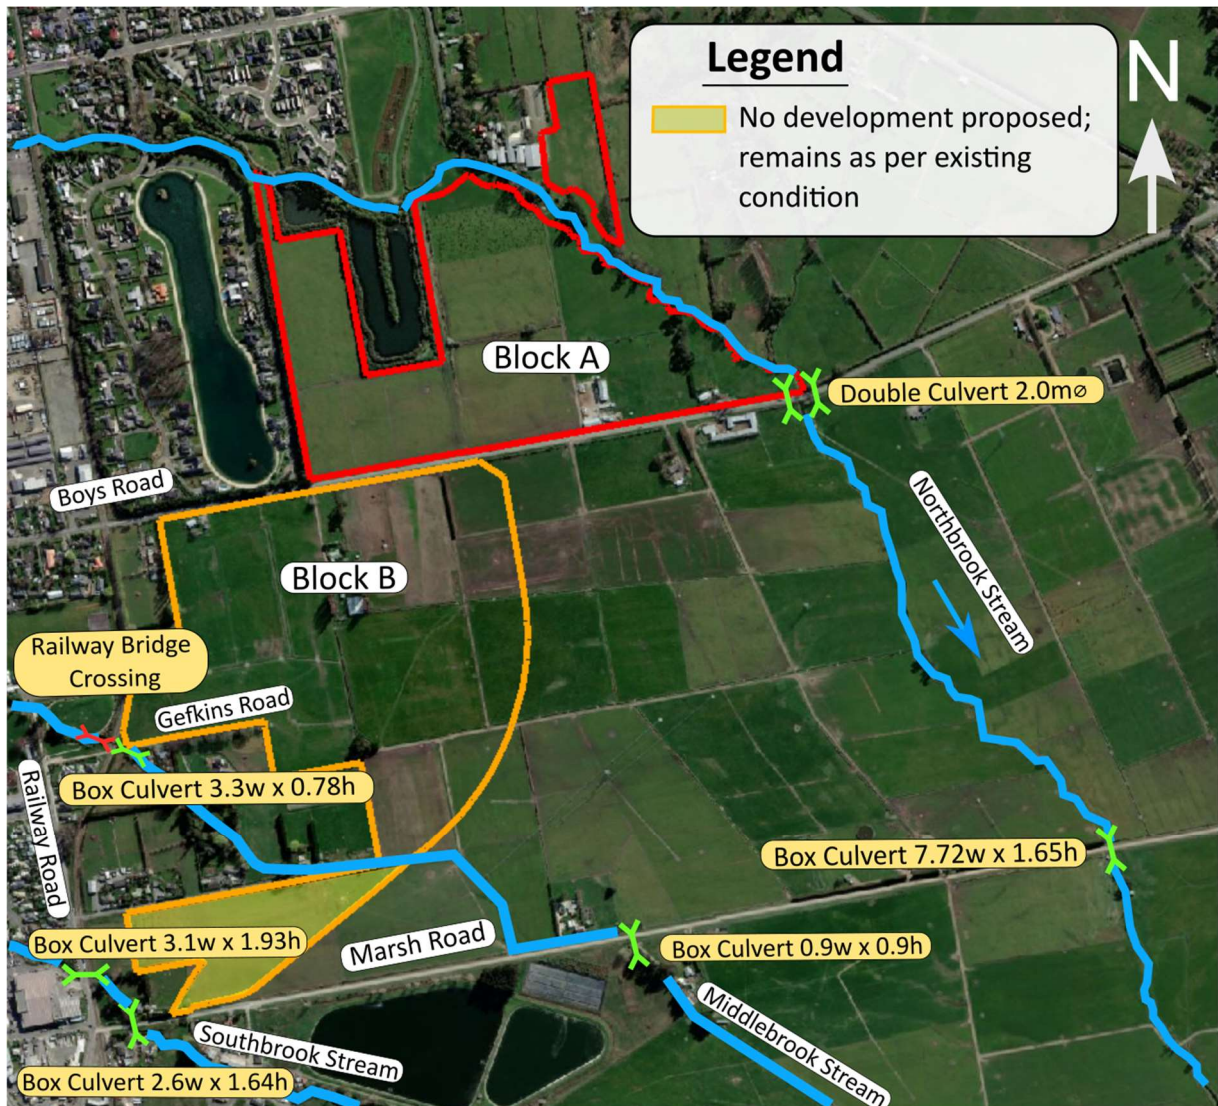 Legend
No development proposed;
remains as per existing
condition
N
Block A
Double Culvert 2.0m⌀
Boys Road
Northbrook Stream
Block B
Railway Bridge
Crossing
Gefkins Road
Box Culvert 3.3w x 0.78h
Railway Road
Box Culvert 7.72w x 1.65h
Box Culvert 3.1w x 1.93h
Marsh Road
Box Culvert 0.9w x 0.9h
Middlebrook Stream
Southbrook Stream
Box Culvert 2.6w x 1.64h